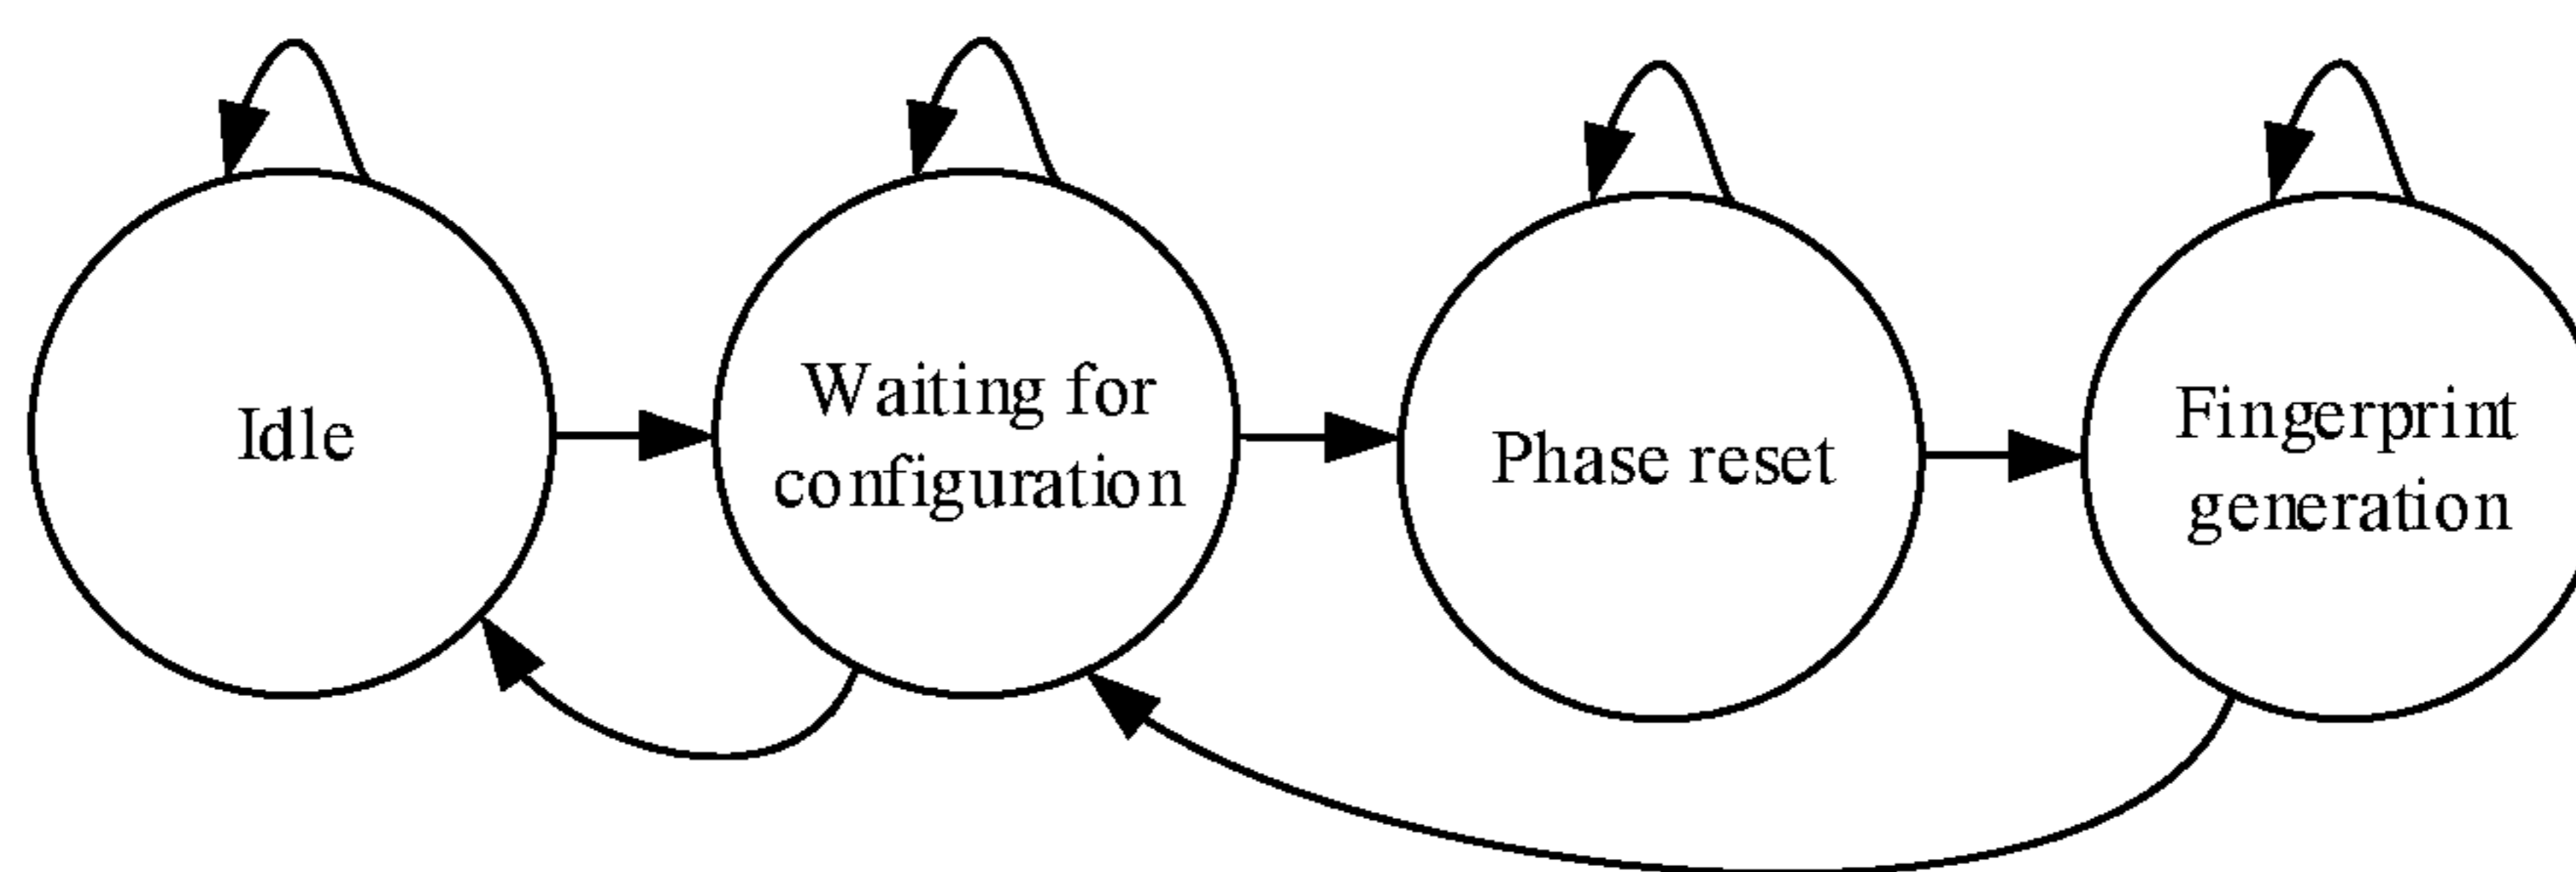 Idle
Waiting for
configuration
Phase reset
Fingerprint
generation